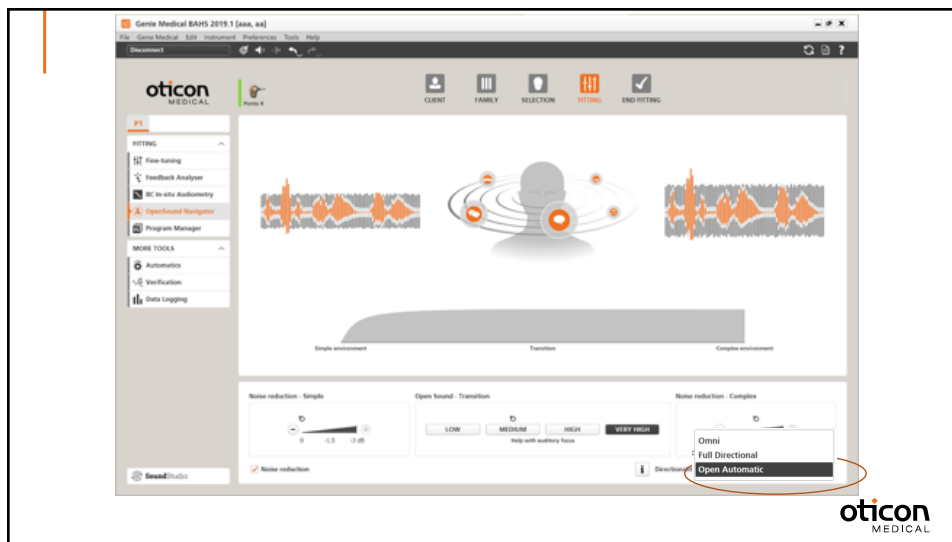 Genie Medical BAHS 2019.1 [aaa, aa]
File Genie Medical Edit Instrument Preferences Tools Help
Disconnect
oticon
MEDICAL
Ponto 4
CLIENT FAMILY SELECTION FITTING END FITTING
P1
FITTING
Fine-tuning
Feedback Analyser
BC In-situ Audiometry
OpenSound Navigator
Program Manager
MORE TOOLS
Automatics
Verification
Data Logging
Simple environment Transition Complex environment
Noise reduction - Simple Open Sound - Transition Noise reduction - Complex
0 -1,5 -3 dB
LOW MEDIUM HIGH VERY HIGH
Help with auditory focus
Omni
Full Directional
Open Automatic
Noise reduction
SoundStudio
oticon
MEDICAL